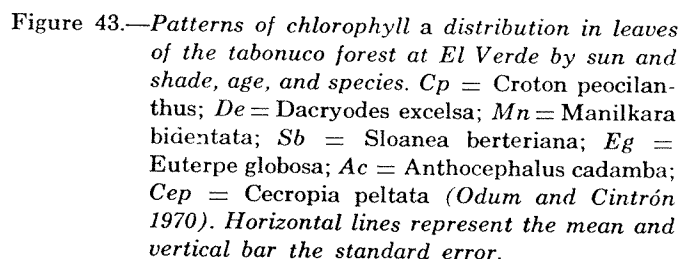 Figure 43.—Patterns of chlorophyll a distribution in leaves
of the tabonuco forest at El Verde by sun and
shade, age, and species. Cp = Croton peocilan-
thus; De = Dacryodes excelsa; Mn = Manilkara
bidentata; Sb = Sloanea berteriana; Eg =
Euterpe globosa; Ac = Anthocephalus cadamba;
Cep = Cecropia peltata (Odum and Cintrón
1970). Horizontal lines represent the mean and
vertical bar the standard error.